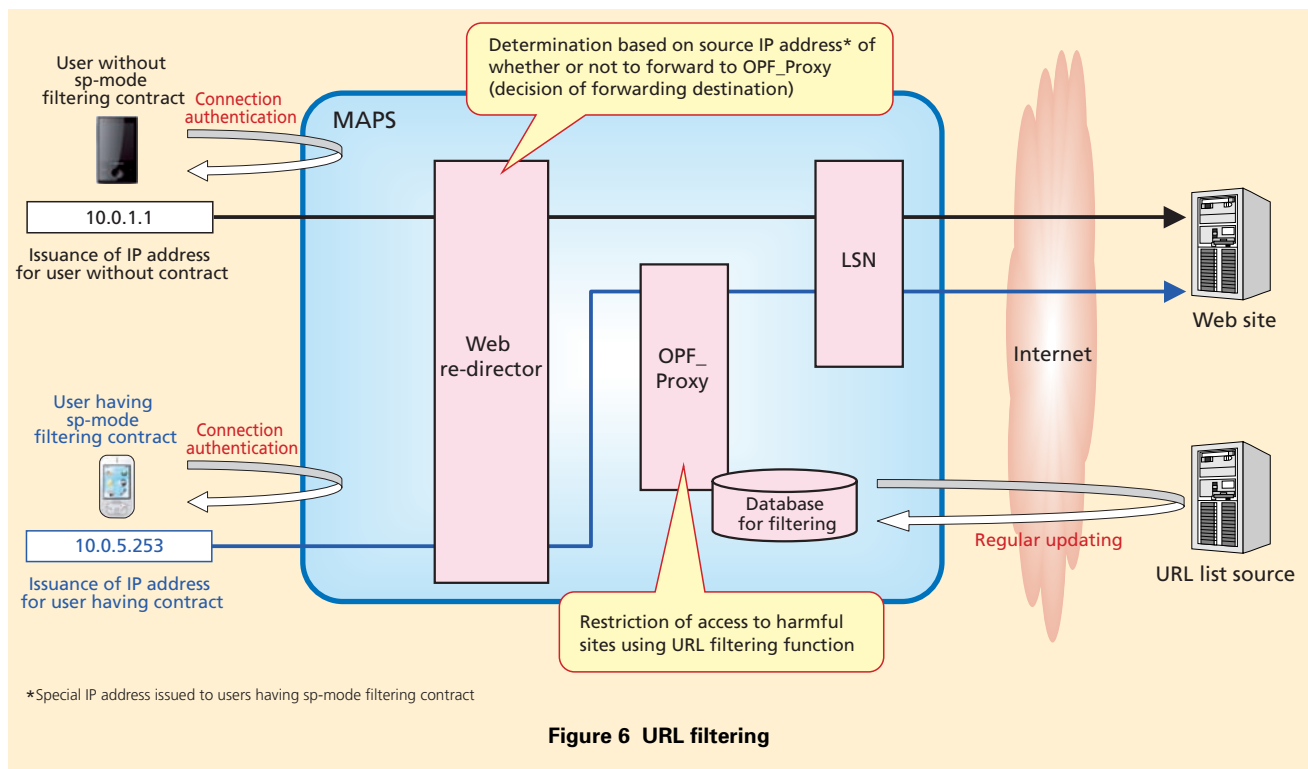 Determination based on source IP address* of
whether or not to forward to OPF_Proxy
(decision of forwarding destination)
User without
sp-mode
filtering contract
Connection
authentication
MAPS
10.0.1.1
Issuance of IP address
for user without contract
Web
re-director
OPF_
Proxy
LSN
Internet
Web site
User having
sp-mode
filtering contract
Connection
authentication
10.0.5.253
Issuance of IP address
for user having contract
Database
for filtering
Regular updating
URL list source
Restriction of access to harmful
sites using URL filtering function
*Special IP address issued to users having sp-mode filtering contract
Figure 6 URL filtering